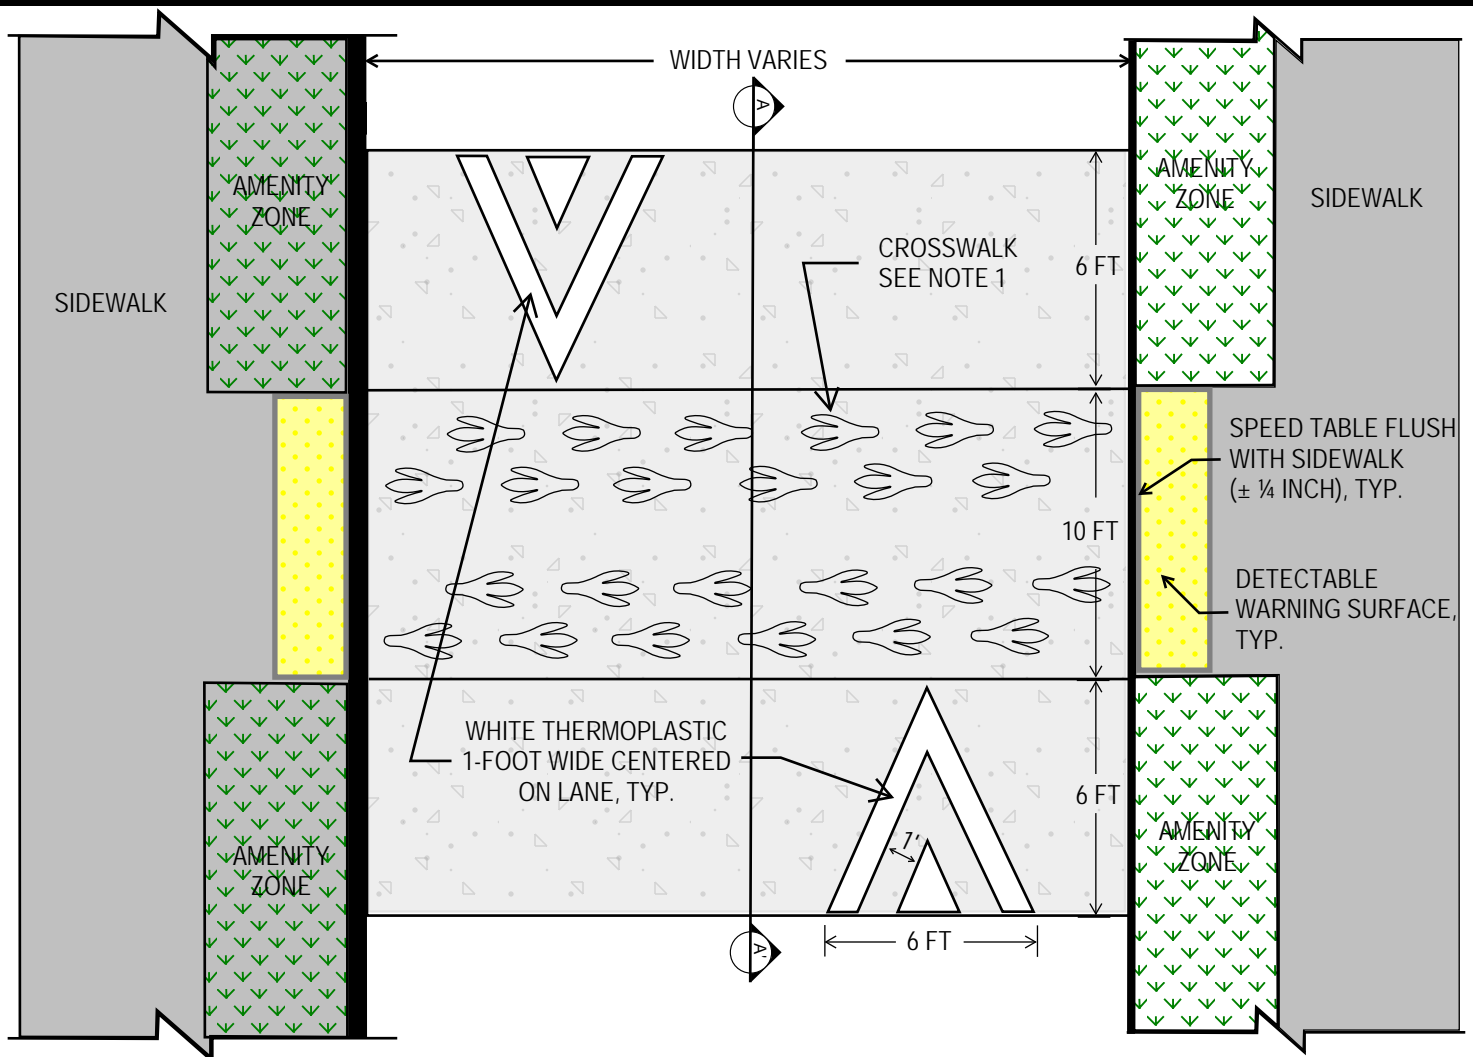 WIDTH VARIES
A
AMENITY
ZONE
AMENITY
ZONE
SIDEWALK
SIDEWALK
CROSSWALK
SEE NOTE 1
6 FT
SPEED TABLE FLUSH
WITH SIDEWALK
(± ¼ INCH), TYP.
10 FT
DETECTABLE
WARNING SURFACE,
TYP.
WHITE THERMOPLASTIC
1-FOOT WIDE CENTERED
ON LANE, TYP.
6 FT
1'
AMENITY
ZONE
AMENITY
ZONE
A'
6 FT